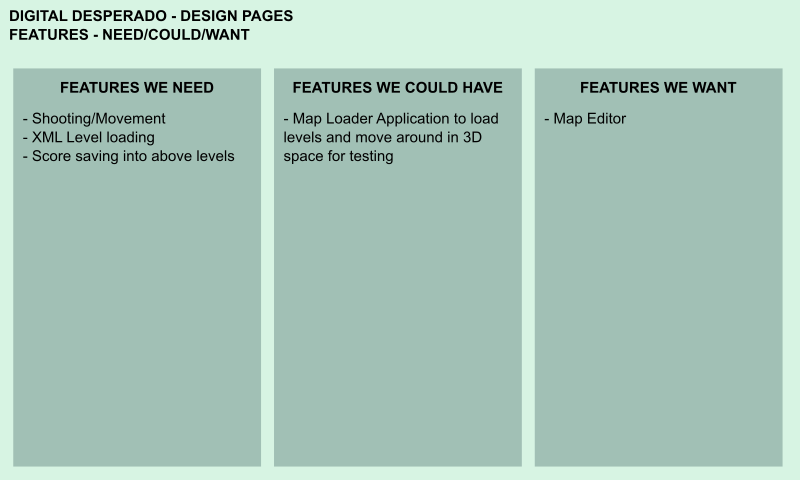 DIGITAL DESPERADO - DESIGN PAGES
FEATURES - NEED/COULD/WANT
FEATURES WE NEED
- Shooting/Movement
- XML Level loading
- Score saving into above levels
FEATURES WE COULD HAVE
- Map Loader Application to load
levels and move around in 3D
space for testing
FEATURES WE WANT
- Map Editor